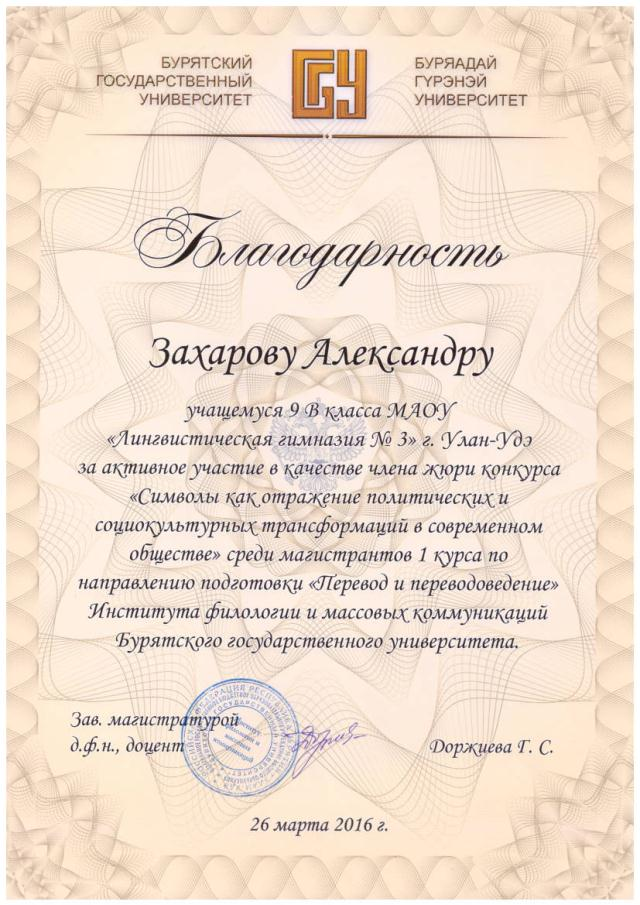 БУРЯТСКИЙ
ГОСУДАРСТВЕННЫЙ
УНИВЕРСИТЕТ
БГУ
БУРЯАДАЙ
ГҮРЭНЭЙ
УНИВЕРСИТЕТ
Благодарность
Захарову Александру
учащемуся 9 В класса МАОУ
«Лингвистическая гимназия № 3» г. Улан-Удэ
за активное участие в качестве члена жюри конкурса
«Символы как отражение политических и
социокультурных трансформаций в современном
обществе» среди магистрантов 1 курса по
направлению подготовки «Перевод и переводоведение»
Института филологии и массовых коммуникаций
Бурятского государственного университета.
Зав. магистратурой
д.ф.н., доцент
Доржиева Г. С.
26 марта 2016 г.